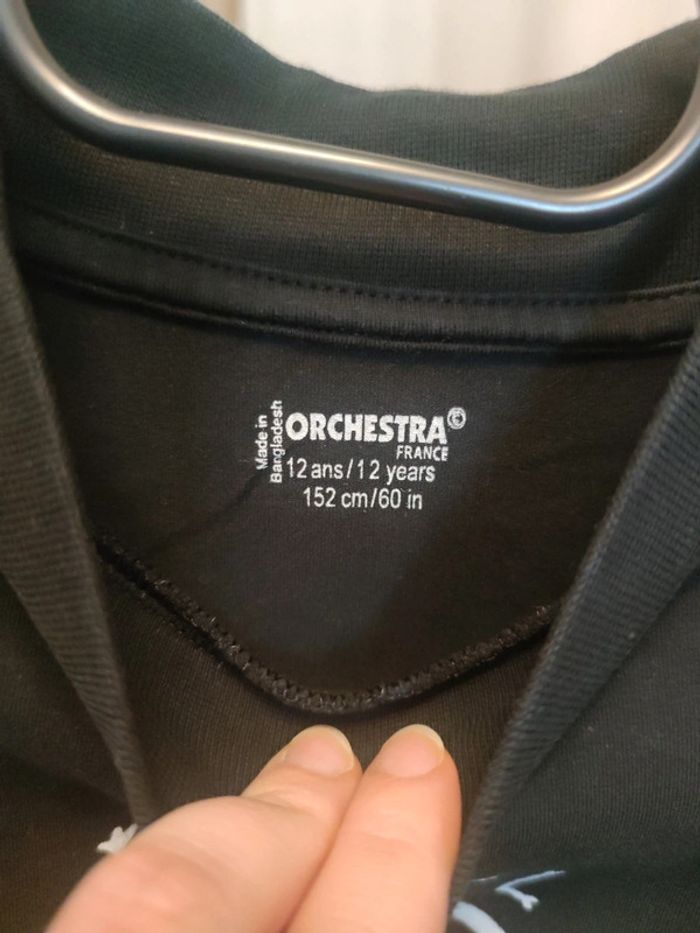 Made in
Bangladesh
ORCHESTRA©
FRANCE
12 ans/12 years
152 cm/60 in